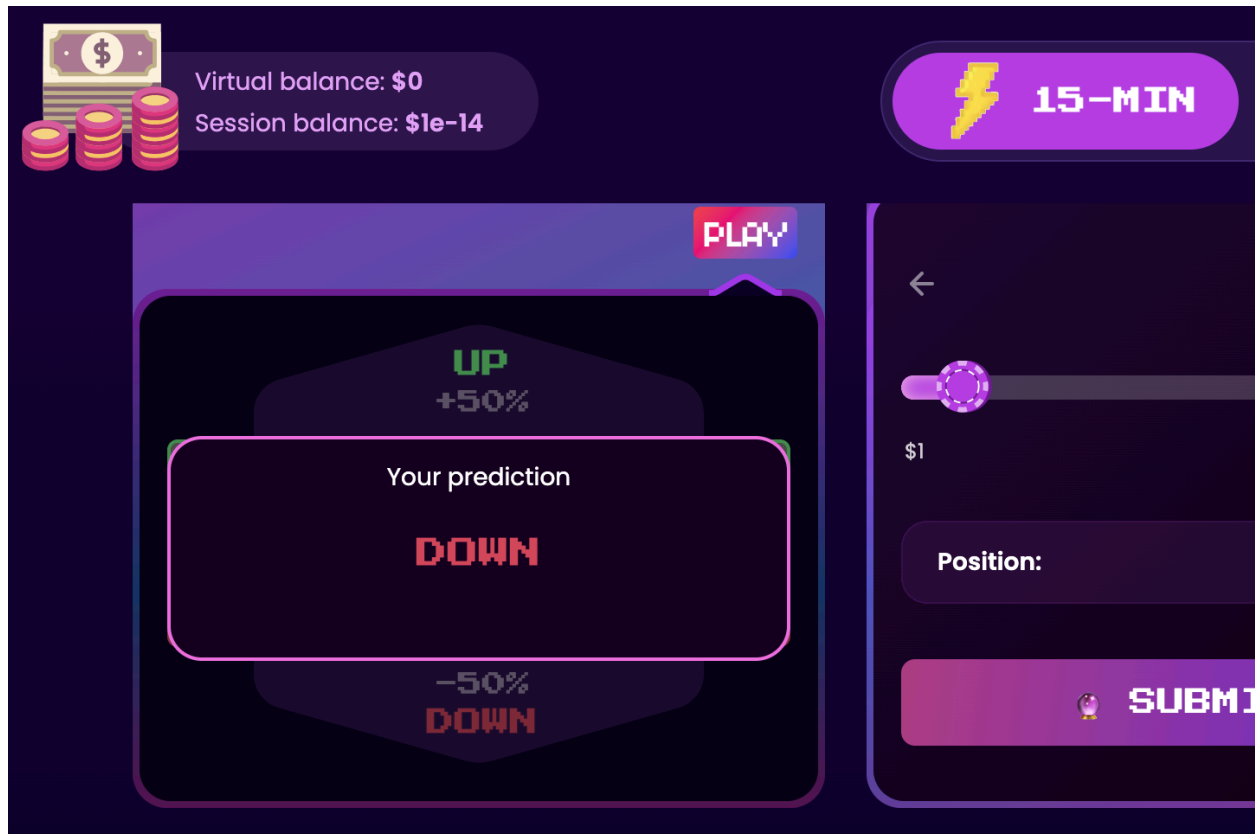 $
Virtual balance: $0
Session balance: $1e-14
15-MIN
PLAY
UP
+50%
Your prediction
DOWN
-50%
DOWN
$1
Position:
SUBMI